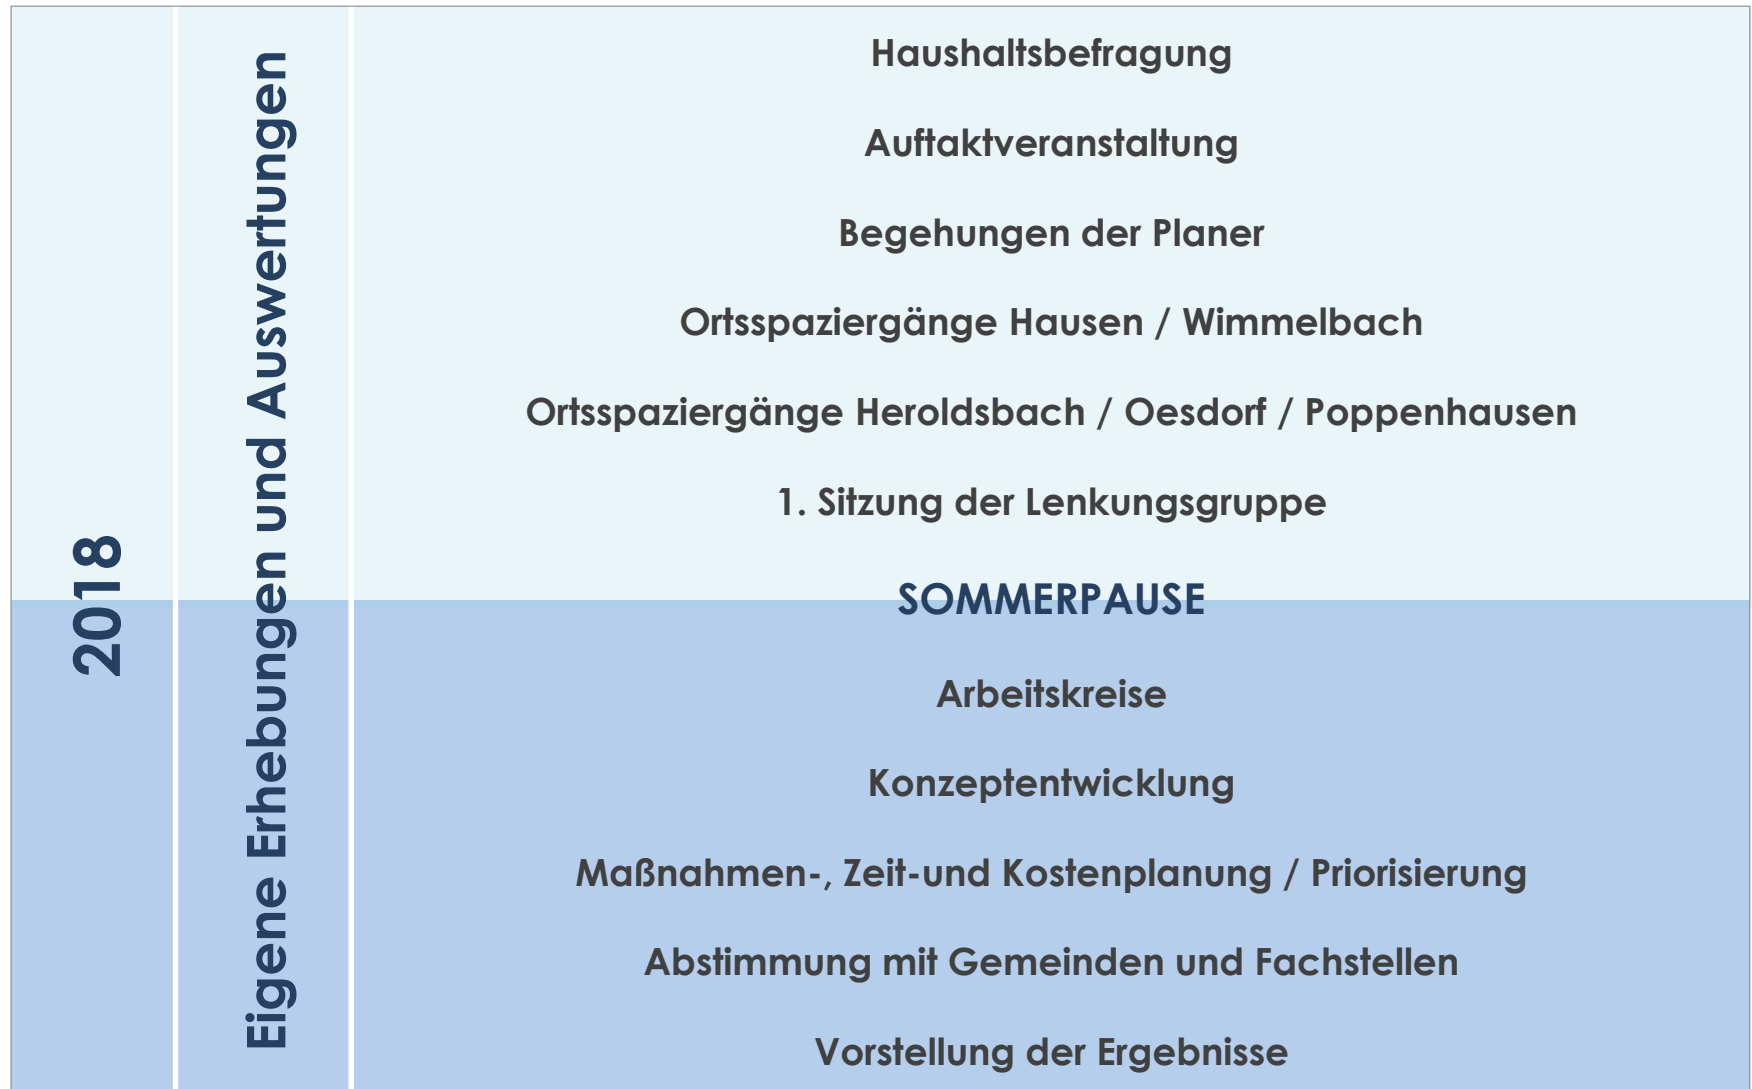 2018
Eigene Erhebungen und Auswertungen
Haushaltsbefragung
Auftaktveranstaltung
Begehungen der Planer
Ortsspaziergänge Hausen / Wimmelbach
Ortsspaziergänge Heroldsbach / Oesdorf / Poppenhausen
1. Sitzung der Lenkungsgruppe
SOMMERPAUSE
Arbeitskreise
Konzeptentwicklung
Maßnahmen-, Zeit-und Kostenplanung / Priorisierung
Abstimmung mit Gemeinden und Fachstellen
Vorstellung der Ergebnisse